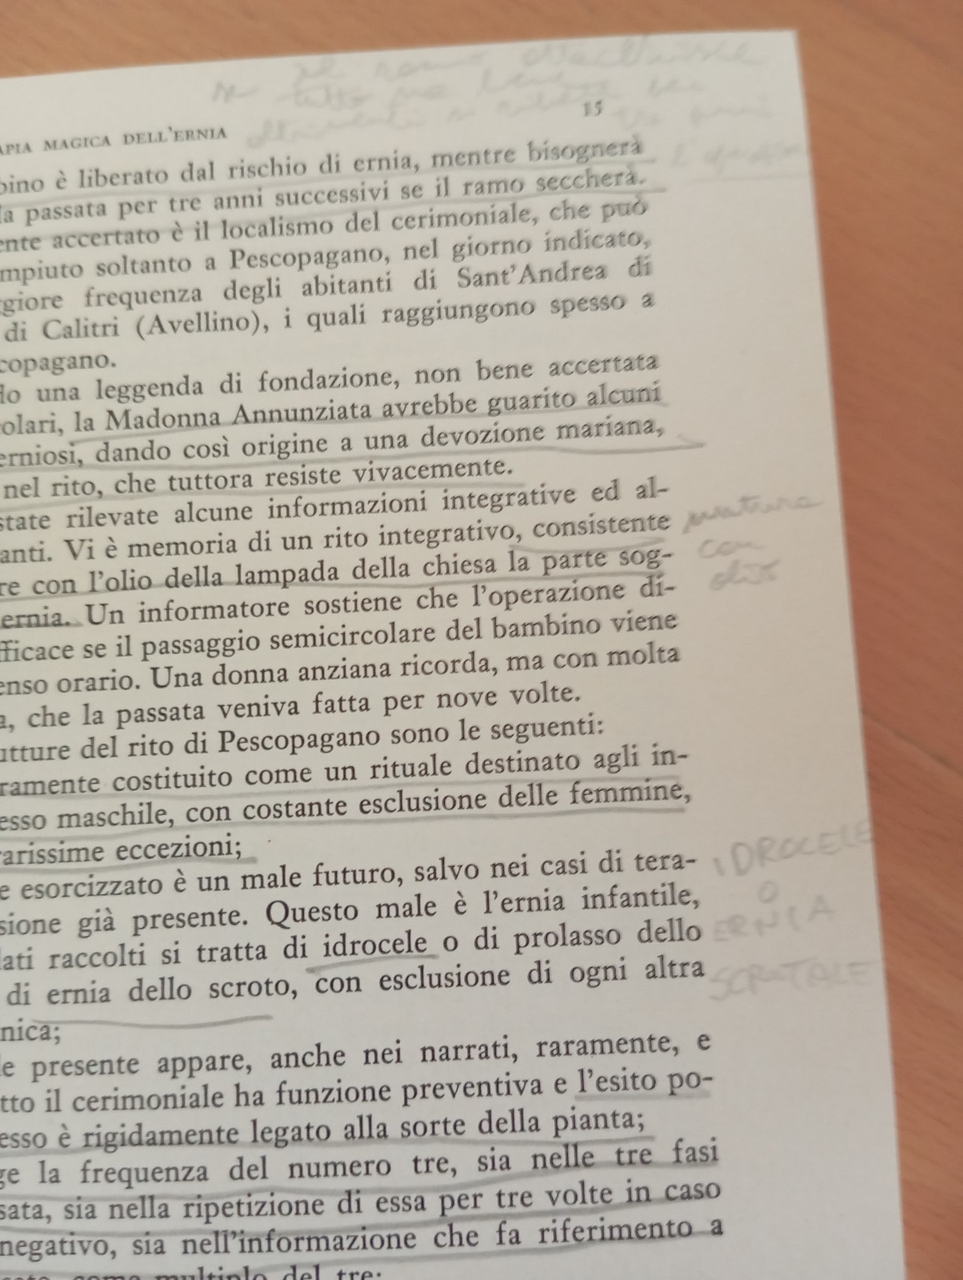 15
APIA MAGICA DELL'ERNIA
bino è liberato dal rischio di ernia, mentre bisognerà
la passata per tre anni successivi se il ramo seccherà.
ente accertato è il localismo del cerimoniale, che può
mpiuto soltanto a Pescopagano, nel giorno indicato,
giore frequenza degli abitanti di Sant'Andrea di
di Calitri (Avellino), i quali raggiungono spesso a
copagano.
do una leggenda di fondazione, non bene accertata
olari, la Madonna Annunziata avrebbe guarito alcuni
erniosi, dando così origine a una devozione mariana,
nel rito, che tuttora resiste vivacemente.
state rilevate alcune informazioni integrative ed al-
anti. Vi è memoria di un rito integrativo, consistente
re con l'olio della lampada della chiesa la parte sog-
con
ernia. Un informatore sostiene che l'operazione di-
fficace se il passaggio semicircolare del bambino viene
enso orario. Una donna anziana ricorda, ma con molta
a, che la passata veniva fatta per nove volte.
utture del rito di Pescopagano sono le seguenti:
ramente costituito come un rituale destinato agli in-
esso maschile, con costante esclusione delle femmine,
rarissime eccezioni;
e esorcizzato è un male futuro, salvo nei casi di tera-
IDROCELE
sione già presente. Questo male è l'ernia infantile,
O
dati raccolti si tratta di idrocele o di prolasso dello
ERNIA
di ernia dello scroto, con esclusione di ogni altra
SCROTALE
nica;
e presente appare, anche nei narrati, raramente, e
tto il cerimoniale ha funzione preventiva e l'esito po-
esso è rigidamente legato alla sorte della pianta;
ge la frequenza del numero tre, sia nelle tre fasi
sata, sia nella ripetizione di essa per tre volte in caso
negativo, sia nell'informazione che fa riferimento a
come multiplo del tre;